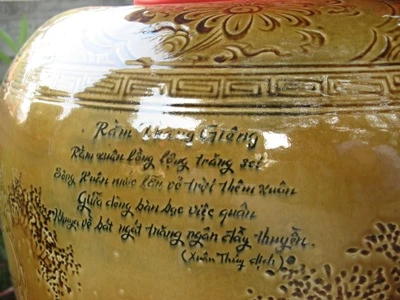 Rằm Tháng Giêng
Rằm xuân lồng lộng trăng soi
Sông Xuân nước lẫn vờ trời thêm xuân
Giữa dòng bàn bạc việc quân
Khuya về bát ngát trăng ngân đầy thuyền.
(Xuân Thủy dịch)